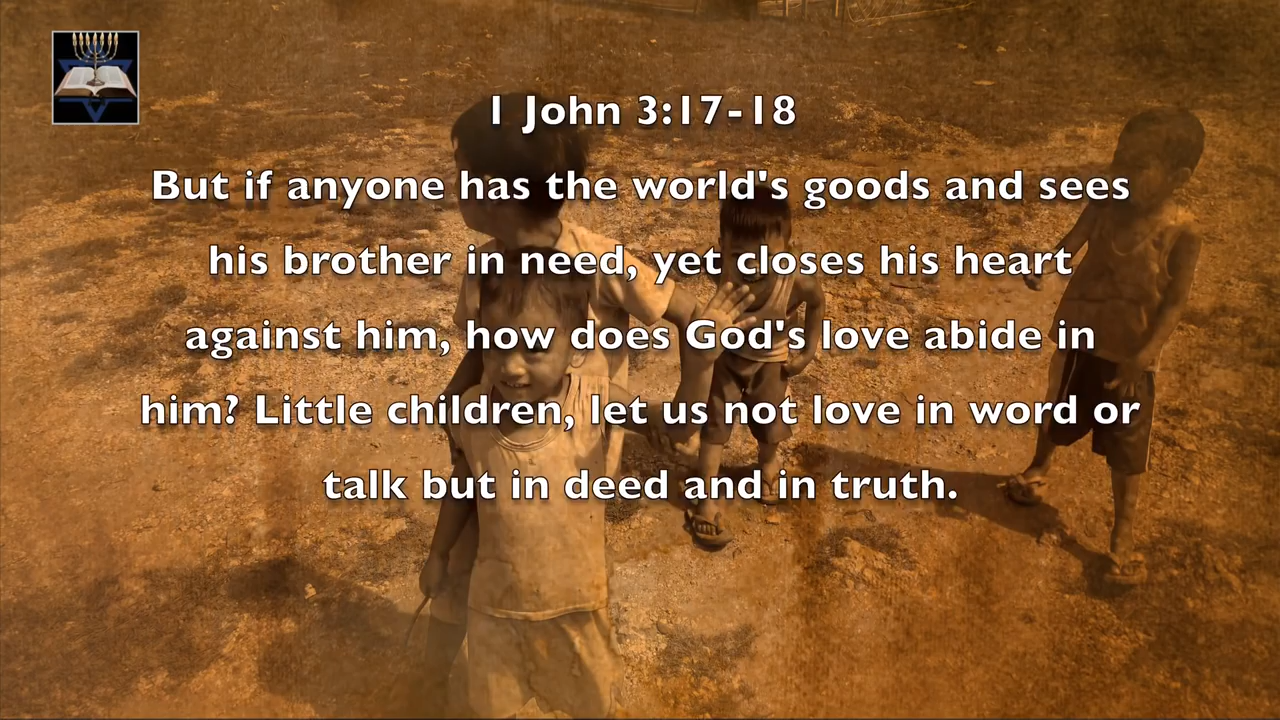 1 John 3:17-18
But if anyone has the world's goods and sees
his brother in need, yet closes his heart
against him, how does God's love abide in
him? Little children, let us not love in word or
talk but in deed and in truth.